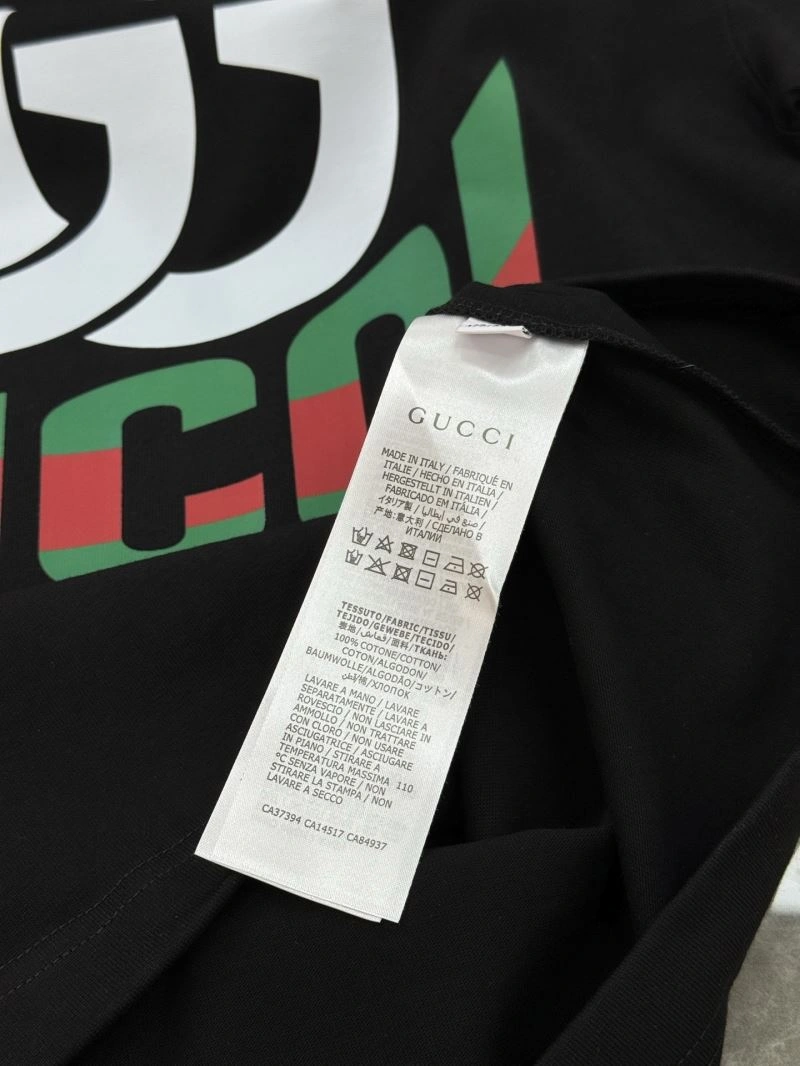 GUCCI
MADE IN ITALY / FABRIQUÉ EN
ITALIE / HECHO EN ITALIA /
HERGESTELLT IN ITALIEN /
FABRICADO EM ITÁLIA /
イタリア製 / صنع في إيطاليا /
产地:意大利 / СДЕЛАНО В
ИТАЛИИ
TESSUTO/FABRIC/TISSU/
TEJIDO/GEWEBE/TECIDO/
表地/قماش/面料/ТКАНЬ:
100% COTONE/COTTON/
COTON/ALGODON/
BAUMWOLLE/ALGODÃO/コットン/
قطن/棉/ХЛОПОК
LAVARE A MANO / LAVARE
SEPARATAMENTE / LAVARE A
ROVESCIO / NON LASCIARE IN
AMMOLLO / NON TRATTARE
CON CLORO / NON USARE
ASCIUGATRICE / ASCIUGARE
IN PIANO / STIRARE A
TEMPERATURA MASSIMA 110
°C SENZA VAPORE / NON
STIRARE LA STAMPA / NON
LAVARE A SECCO
CA37394 CA14517 CA84937